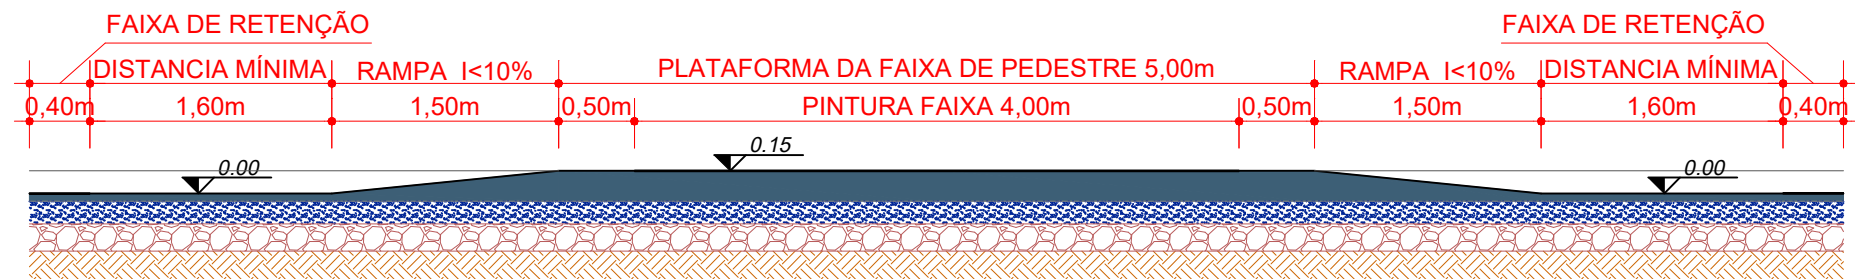 FAIXA DE RETENÇÃO FAIXA DE RETENÇÃO
DISTANCIA MÍNIMA RAMPA I<10% PLATAFORMA DA FAIXA DE PEDESTRE 5,00m RAMPA I<10% DISTANCIA MÍNIMA
0,40m 1,60m 1,50m 0,50m PINTURA FAIXA 4,00m 0,50m 1,50m 1,60m 0,40m
0.15
0.00 0.00